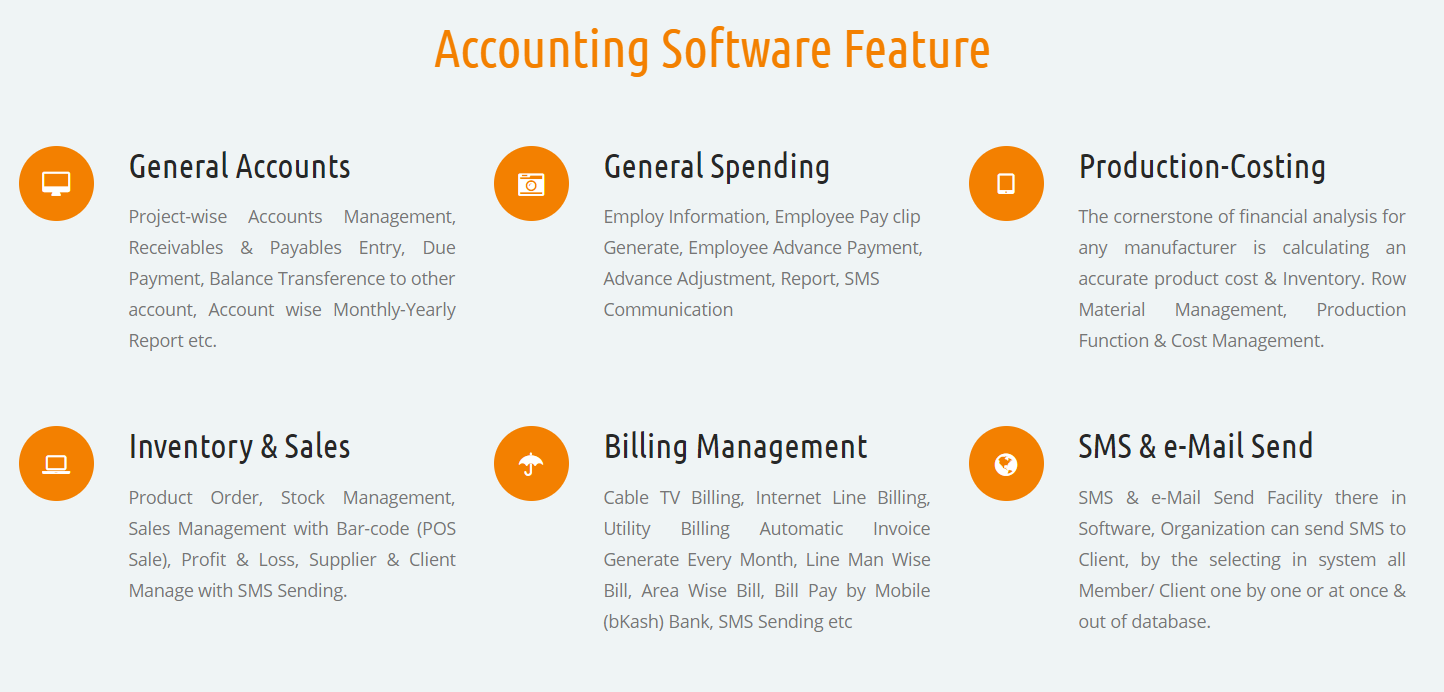 Accounting Software Feature
General Accounts
Project-wise Accounts Management,
Receivables & Payables Entry, Due
Payment, Balance Transference to other
account, Account wise Monthly-Yearly
Report etc.
General Spending
Employ Information, Employee Pay clip
Generate, Employee Advance Payment,
Advance Adjustment, Report, SMS
Communication
Production-Costing
The cornerstone of financial analysis for
any manufacturer is calculating an
accurate product cost & Inventory. Row
Material Management, Production
Function & Cost Management.
Inventory & Sales
Product Order, Stock Management,
Sales Management with Bar-code (POS
Sale), Profit & Loss, Supplier & Client
Manage with SMS Sending.
Billing Management
Cable TV Billing, Internet Line Billing,
Utility Billing Automatic Invoice
Generate Every Month, Line Man Wise
Bill, Area Wise Bill, Bill Pay by Mobile
(bKash) Bank, SMS Sending etc
SMS & e-Mail Send
SMS & e-Mail Send Facility there in
Software, Organization can send SMS to
Client, by the selecting in system all
Member/ Client one by one or at once &
out of database.